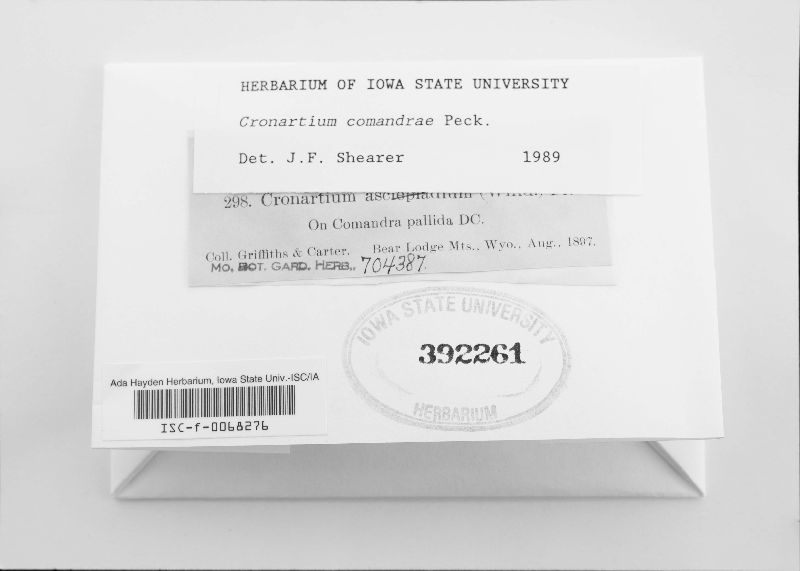 HERBARIUM OF IOWA STATE UNIVERSITY
Cronartium comandrae Peck.
Det. J.F. Shearer 1989
298. Cronartium asclepiadium
On Comandra pallida DC.
Coll. Griffiths & Carter. Bear Lodge Mts., Wyo., Aug., 1897.
MO. BOT. GARD. HERB., 704387.
IOWA STATE UNIVERSITY
392261
HERBARIUM
Ada Hayden Herbarium, Iowa State Univ.-ISC/IA
ISC-f-0068276